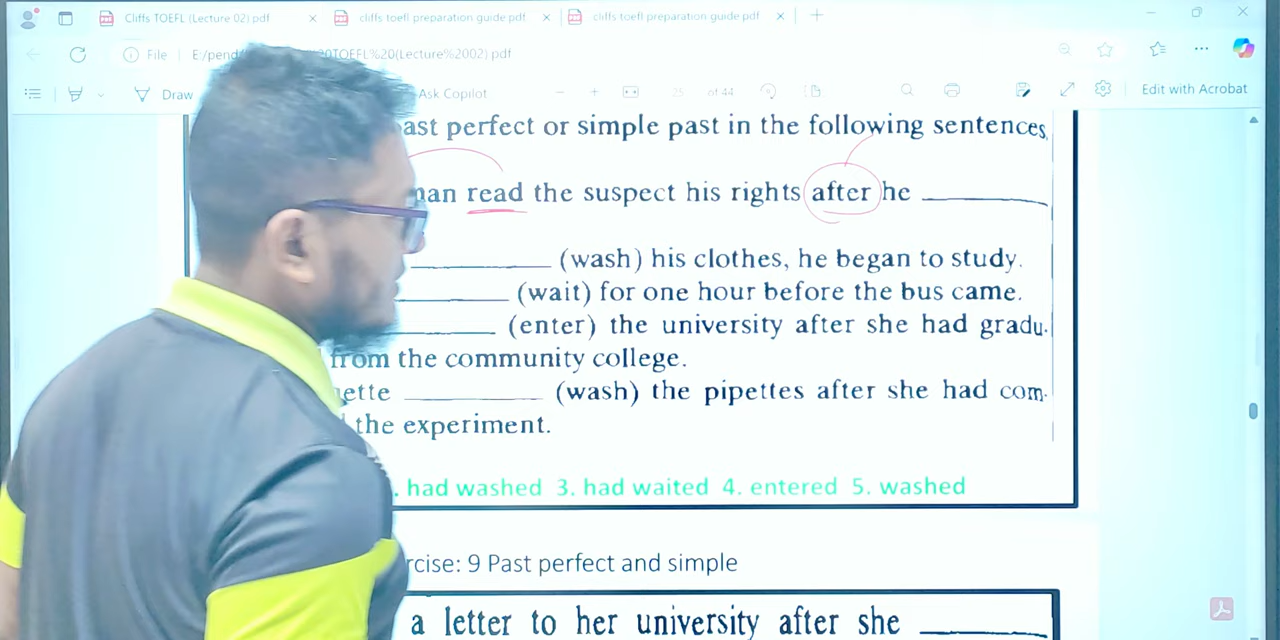 Cliffs TOEFL (Lecture 02).pdf
cliffs toefl preparation guide.pdf
cliffs toefl preparation guide.pdf
File
E:/pend
TOEFL%20(Lecture%2002).pdf
Draw
Ask Copilot
25 of 44
Edit with Acrobat
past perfect or simple past in the following sentences
read the suspect his rights after he
(wash) his clothes, he began to study.
(wait) for one hour before the bus came.
(enter) the university after she had gradu-
from the community college.
(wash) the pipettes after she had com-
the experiment.
had washed 3. had waited 4. entered 5. washed
9 Past perfect and simple
a letter to her university after she